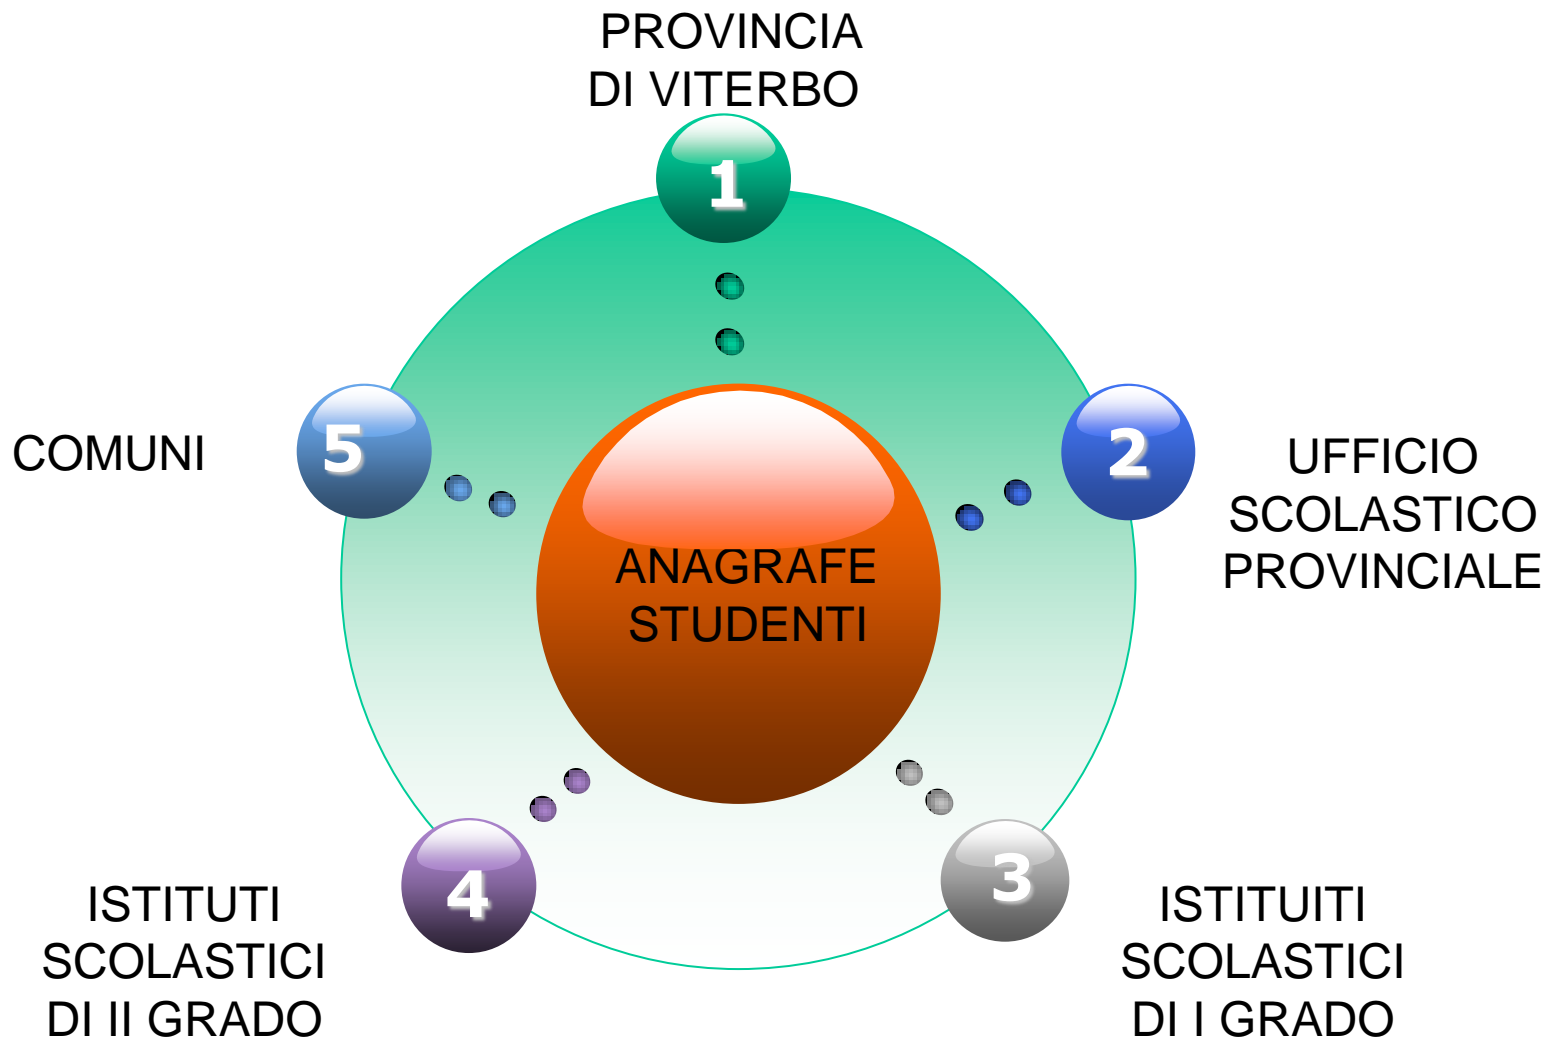 PROVINCIA
DI VITERBO
1
2
UFFICIO
SCOLASTICO
PROVINCIALE
3
ISTITUITI
SCOLASTICI
DI I GRADO
4
ISTITUTI
SCOLASTICI
DI II GRADO
5
COMUNI
ANAGRAFE
STUDENTI